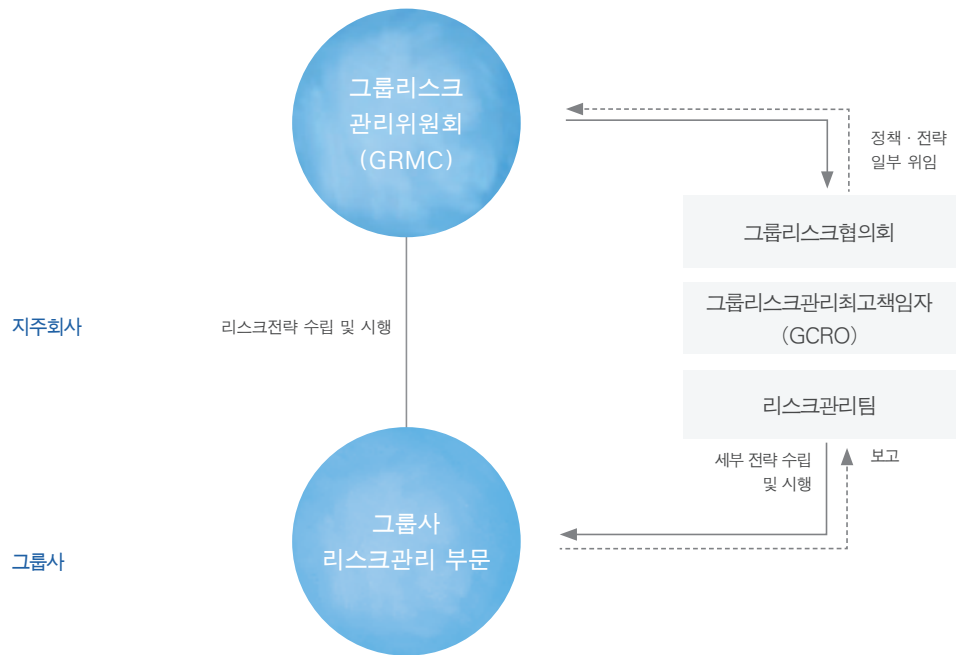 그룹리스크
관리위원회
(GRMC)
정책 · 전략
일부 위임
그룹리스크협의회
그룹리스크관리최고책임자
(GCRO)
지주회사
리스크전략 수립 및 시행
리스크관리팀
세부 전략 수립
및 시행
보고
그룹사
그룹사
리스크관리 부문